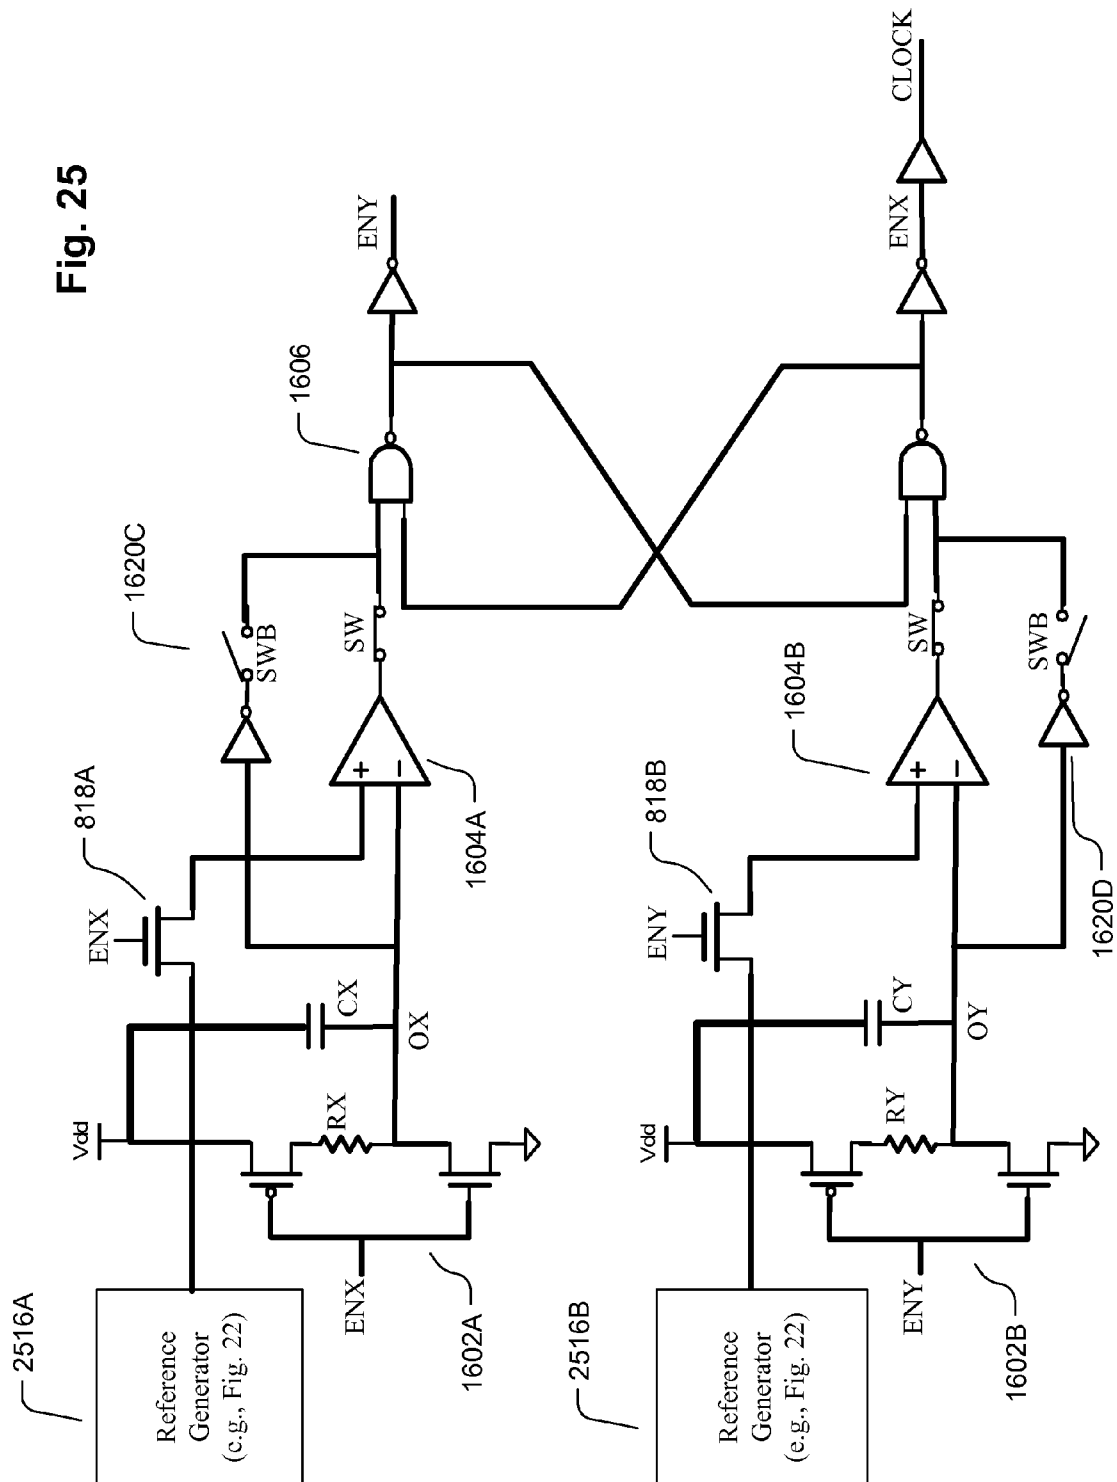 Fig. 25
2516A
Reference
Generator
(e.g., Fig. 22)
818A
ENX
1620C
SWB
1606
ENY
Vdd
RX
CX
OX
ENX
1602A
1604A
+
−
SW
2516B
Reference
Generator
(e.g., Fig. 22)
818B
ENY
1604B
+
−
SW
Vdd
RY
CY
OY
ENY
1602B
1620D
SWB
ENX
CLOCK